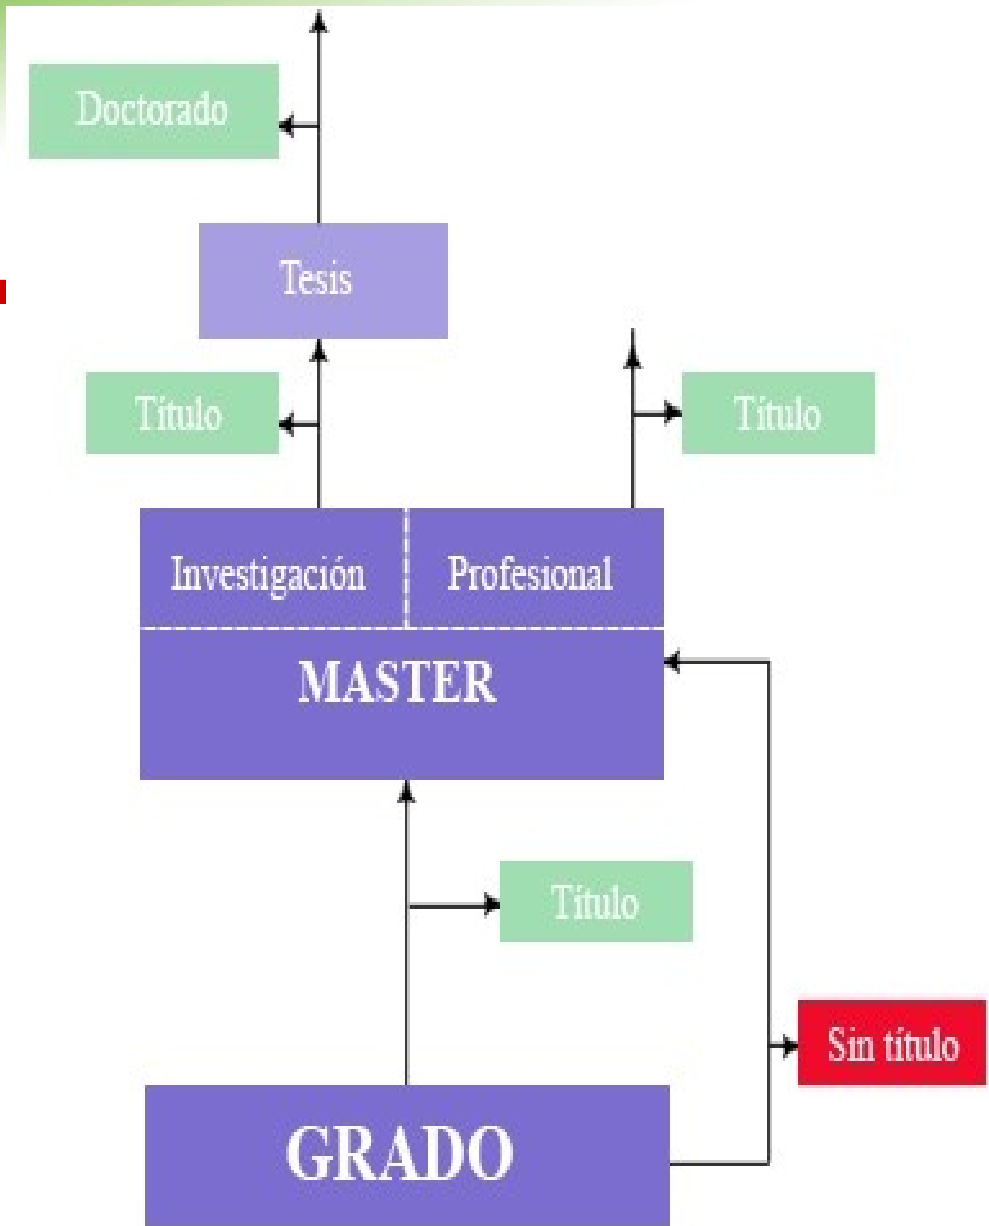 Doctorado
Tesis
Título
Título
Investigación
Profesional
MASTER
Título
Sin título
GRADO